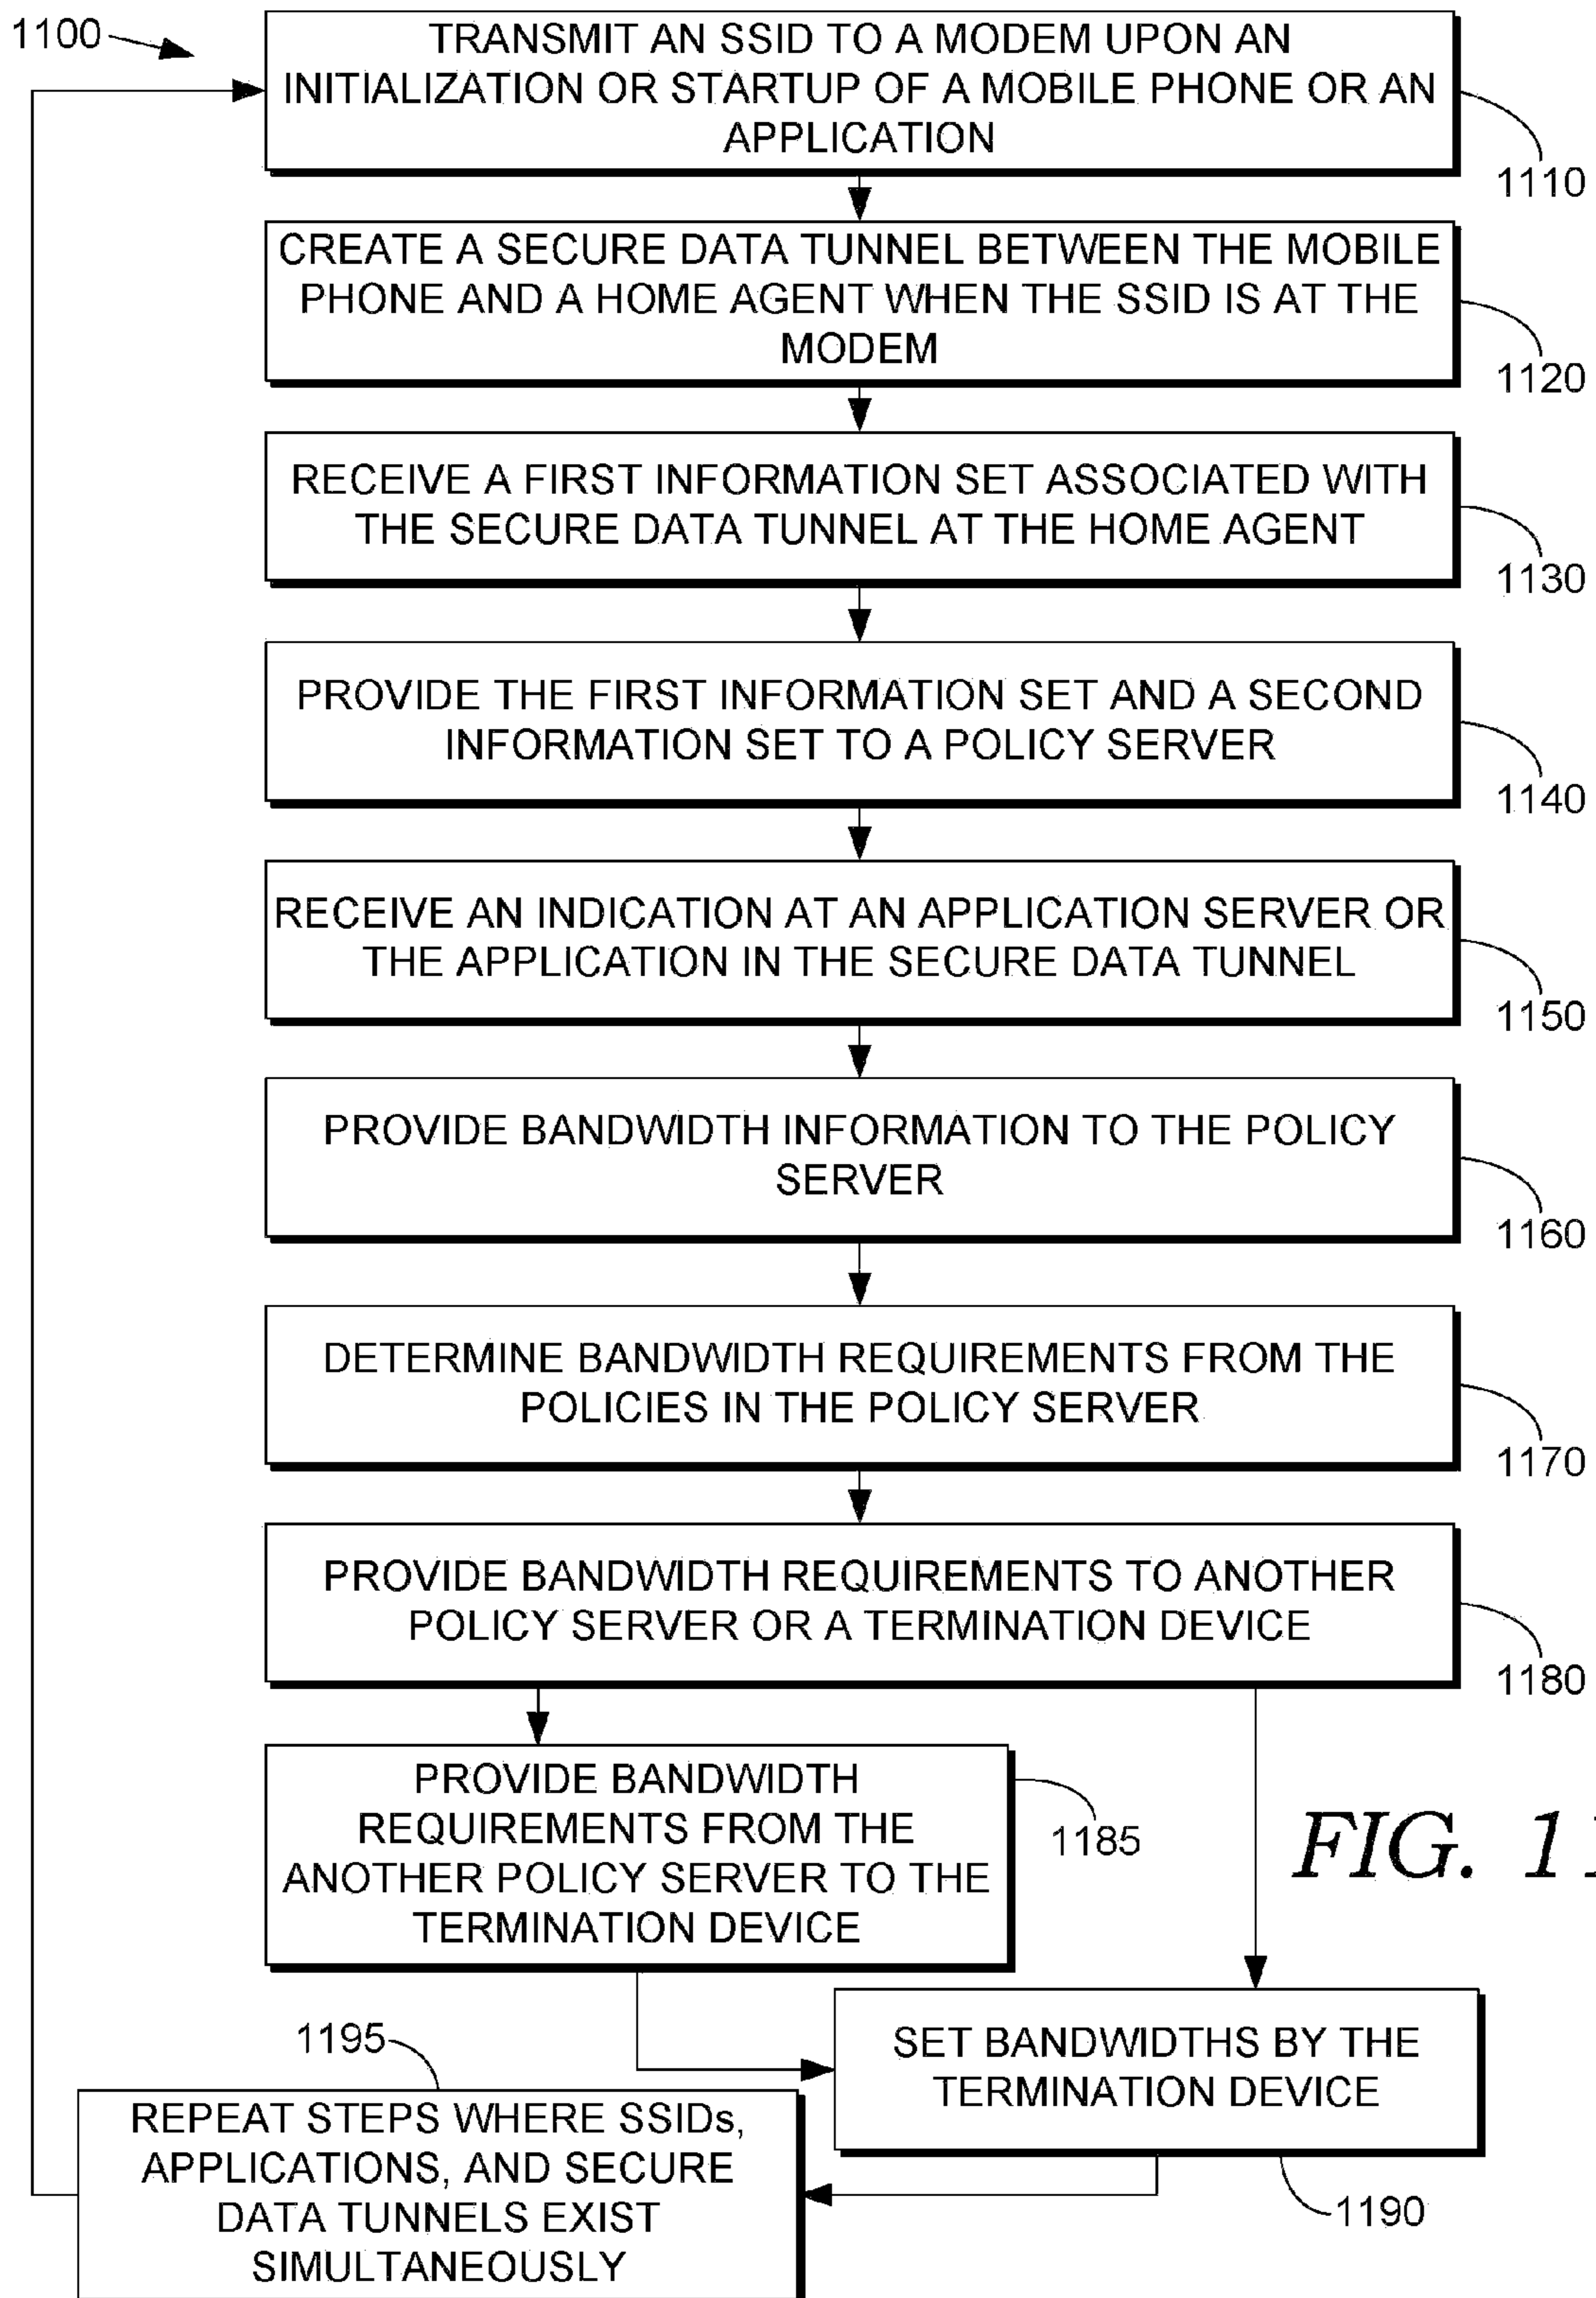 1100
TRANSMIT AN SSID TO A MODEM UPON AN
INITIALIZATION OR STARTUP OF A MOBILE PHONE OR AN
APPLICATION
1110
CREATE A SECURE DATA TUNNEL BETWEEN THE MOBILE
PHONE AND A HOME AGENT WHEN THE SSID IS AT THE
MODEM
1120
RECEIVE A FIRST INFORMATION SET ASSOCIATED WITH
THE SECURE DATA TUNNEL AT THE HOME AGENT
1130
PROVIDE THE FIRST INFORMATION SET AND A SECOND
INFORMATION SET TO A POLICY SERVER
1140
RECEIVE AN INDICATION AT AN APPLICATION SERVER OR
THE APPLICATION IN THE SECURE DATA TUNNEL
1150
PROVIDE BANDWIDTH INFORMATION TO THE POLICY
SERVER
1160
DETERMINE BANDWIDTH REQUIREMENTS FROM THE
POLICIES IN THE POLICY SERVER
1170
PROVIDE BANDWIDTH REQUIREMENTS TO ANOTHER
POLICY SERVER OR A TERMINATION DEVICE
1180
PROVIDE BANDWIDTH
REQUIREMENTS FROM THE
ANOTHER POLICY SERVER TO THE
TERMINATION DEVICE
1185
FIG. 11
SET BANDWIDTHS BY THE
TERMINATION DEVICE
1190
1195
REPEAT STEPS WHERE SSIDs,
APPLICATIONS, AND SECURE
DATA TUNNELS EXIST
SIMULTANEOUSLY